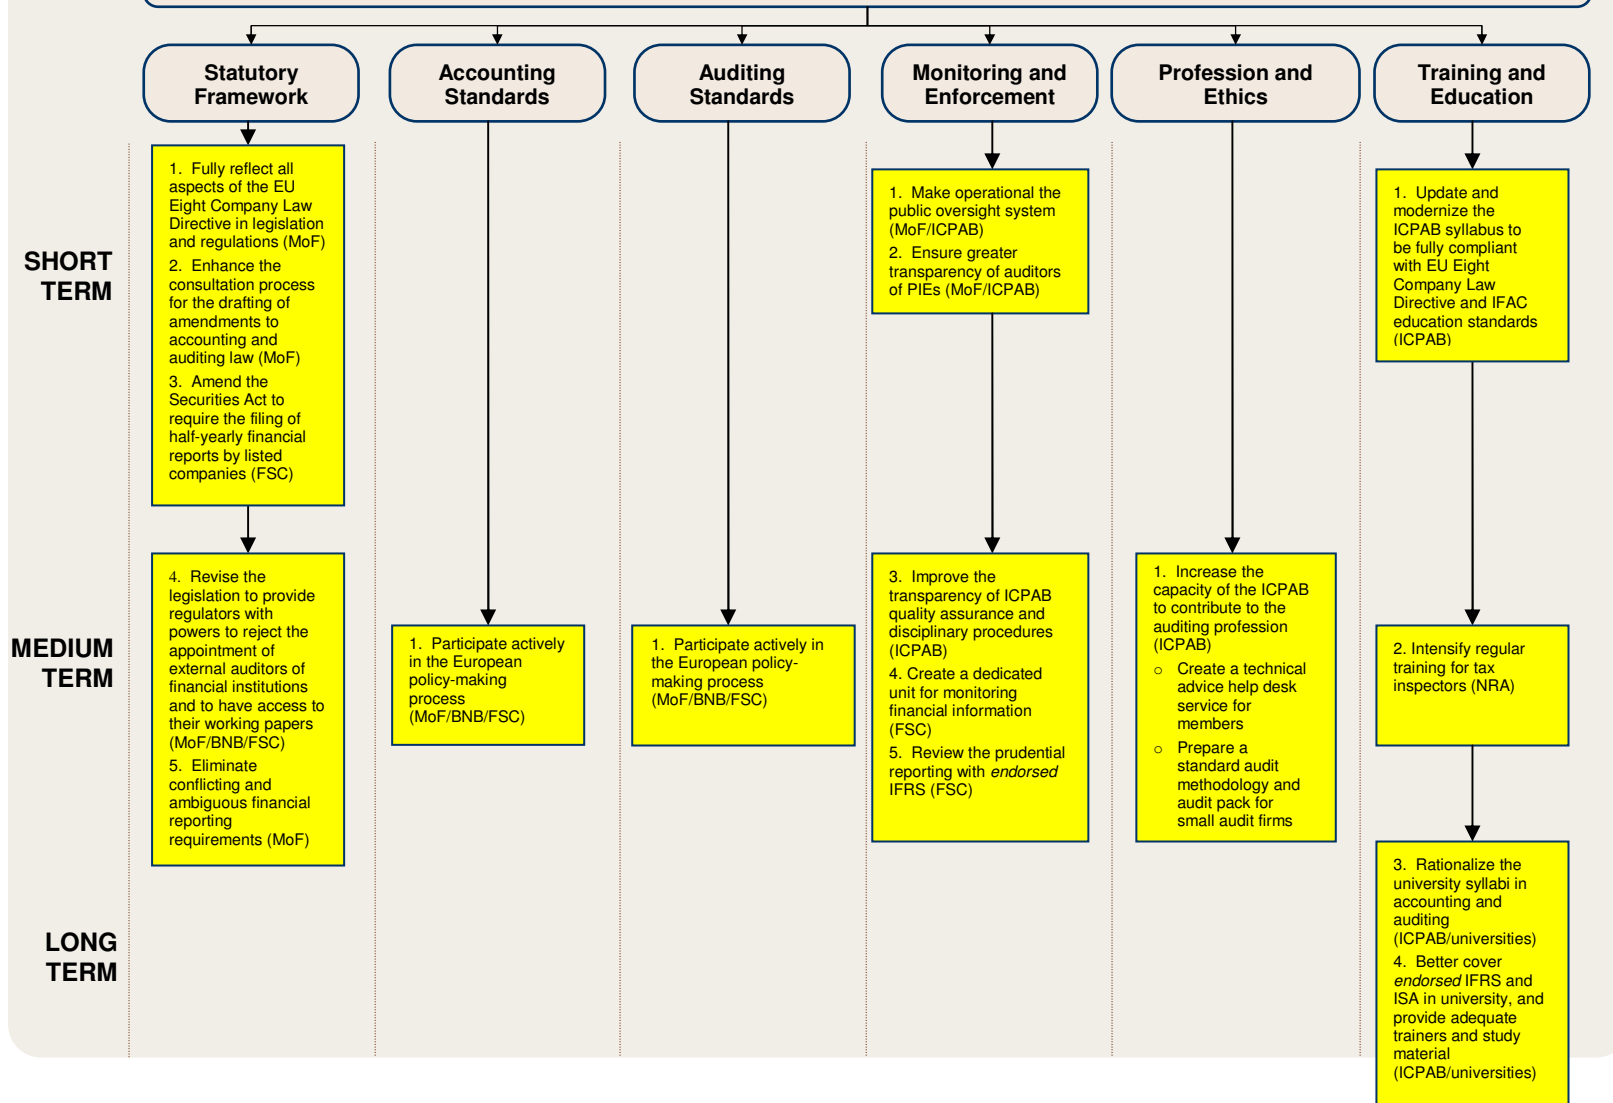 Statutory
Framework
Accounting
Standards
Auditing
Standards
Monitoring and
Enforcement
Profession and
Ethics
Training and
Education
SHORT
TERM
1. Fully reflect all
aspects of the EU
Eight Company Law
Directive in legislation
and regulations (MoF)
2. Enhance the
consultation process
for the drafting of
amendments to
accounting and
auditing law (MoF)
3. Amend the
Securities Act to
require the filing of
half-yearly financial
reports by listed
companies (FSC)
1. Make operational the
public oversight system
(MoF/ICPAB)
2. Ensure greater
transparency of auditors
of PIEs (MoF/ICPAB)
1. Update and
modernize the
ICPAB syllabus to
be fully compliant
with EU Eight
Company Law
Directive and IFAC
education standards
(ICPAB)
MEDIUM
TERM
4. Revise the
legislation to provide
regulators with
powers to reject the
appointment of
external auditors of
financial institutions
and to have access to
their working papers
(MoF/BNB/FSC)
5. Eliminate
conflicting and
ambiguous financial
reporting
requirements (MoF)
1. Participate actively
in the European
policy-making
process
(MoF/BNB/FSC)
1. Participate actively in
the European policy-
making process
(MoF/BNB/FSC)
3. Improve the
transparency of ICPAB
quality assurance and
disciplinary procedures
(ICPAB)
4. Create a dedicated
unit for monitoring
financial information
(FSC)
5. Review the prudential
reporting with endorsed
IFRS (FSC)
1. Increase the
capacity of the ICPAB
to contribute to the
auditing profession
(ICPAB)
o Create a technical
advice help desk
service for
members
o Prepare a
standard audit
methodology and
audit pack for
small audit firms
2. Intensify regular
training for tax
inspectors (NRA)
LONG
TERM
3. Rationalize the
university syllabi in
accounting and
auditing
(ICPAB/universities)
4. Better cover
endorsed IFRS and
ISA in university, and
provide adequate
trainers and study
material
(ICPAB/universities)